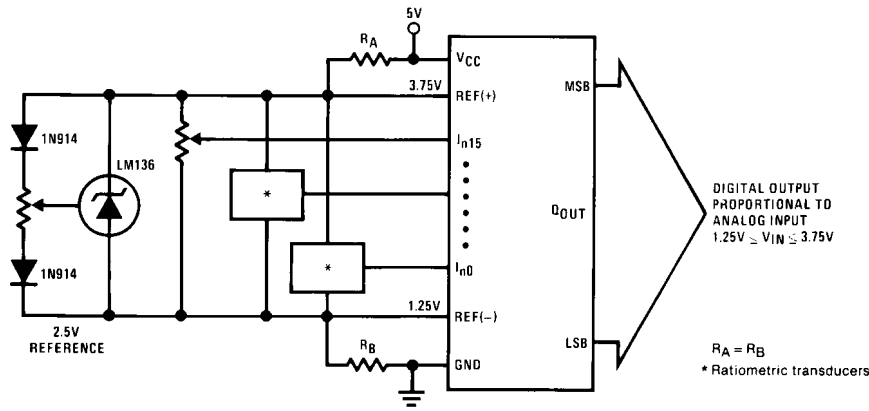 5V
RA
VCC
3.75V
REF(+)
MSB
1N914
In15
LM136
*
DIGITAL OUTPUT
PROPORTIONAL TO
ANALOG INPUT
1.25V ≤ VIN ≤ 3.75V
QOUT
*
1N914
In0
1.25V
REF(−)
2.5V
REFERENCE
RB
GND
LSB
RA = RB
* Ratiometric transducers